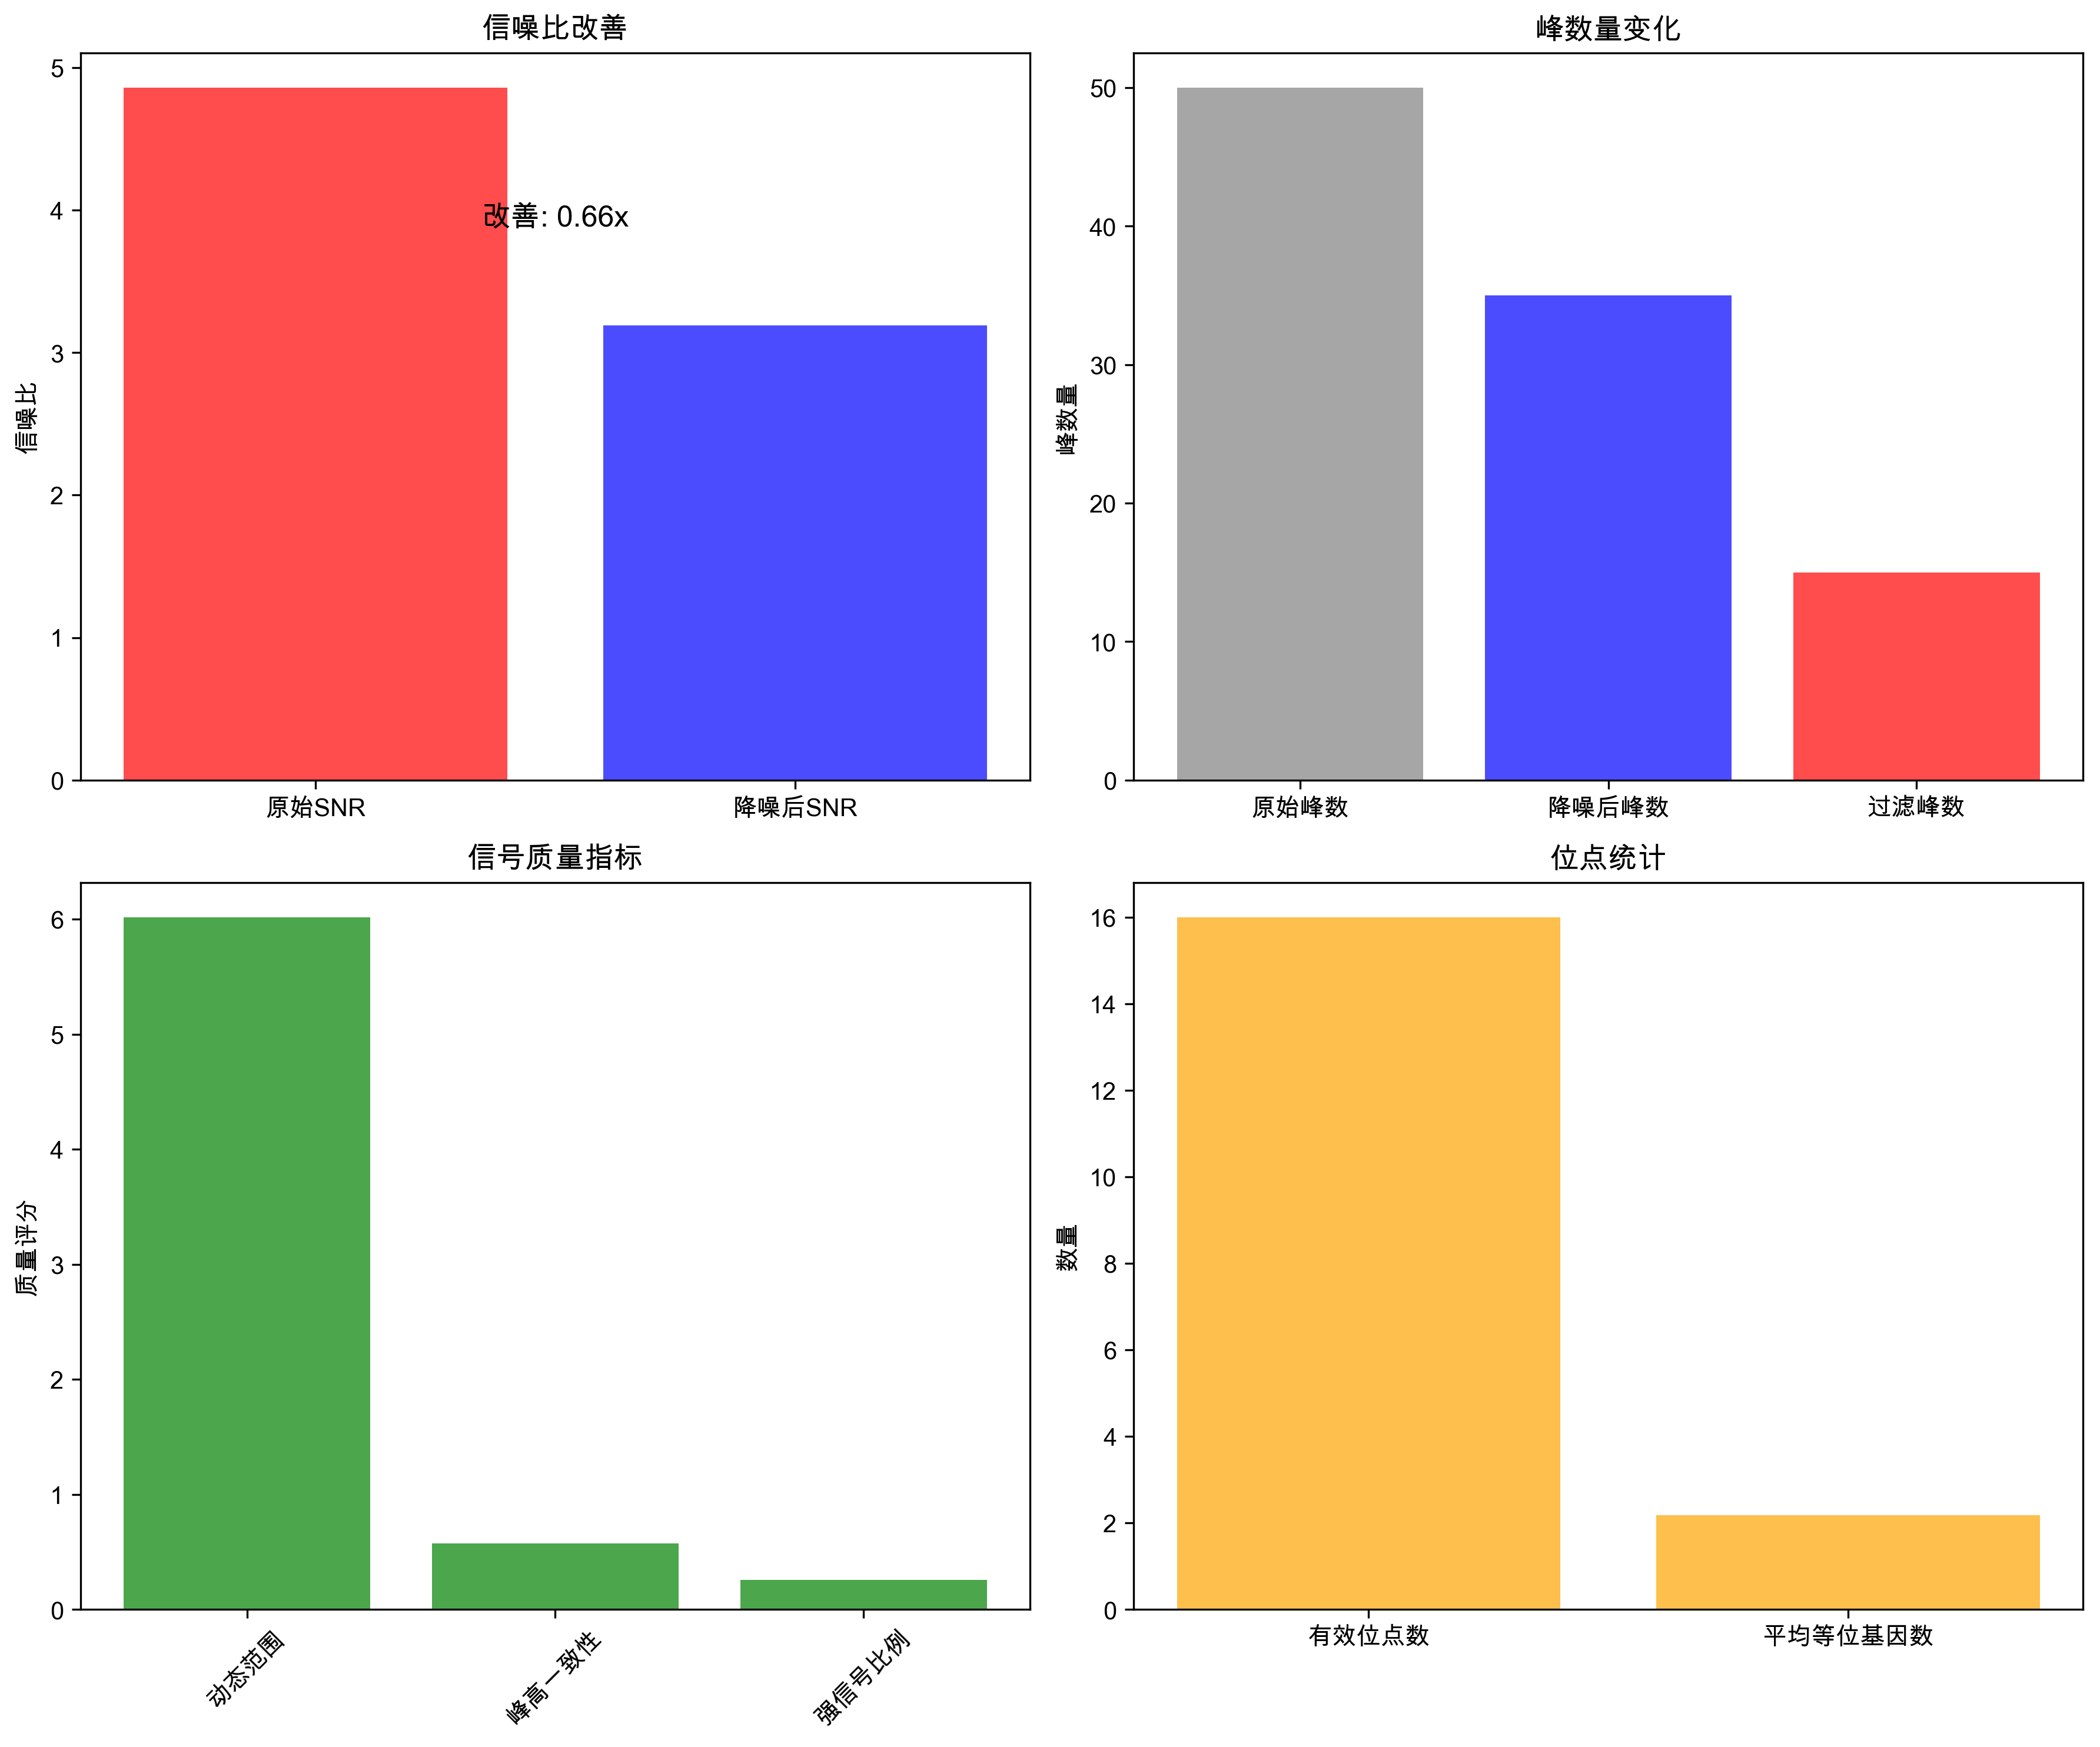 信噪比改善
5
4
3
2
1
0
信噪比
改善: 0.66x
原始SNR
降噪后SNR
峰数量变化
50
40
30
20
10
0
峰数量
原始峰数
降噪后峰数
过滤峰数
信号质量指标
6
5
4
3
2
1
0
质量评分
动态范围
峰高一致性
强信号比例
位点统计
16
14
12
10
8
6
4
2
0
数量
有效位点数
平均等位基因数